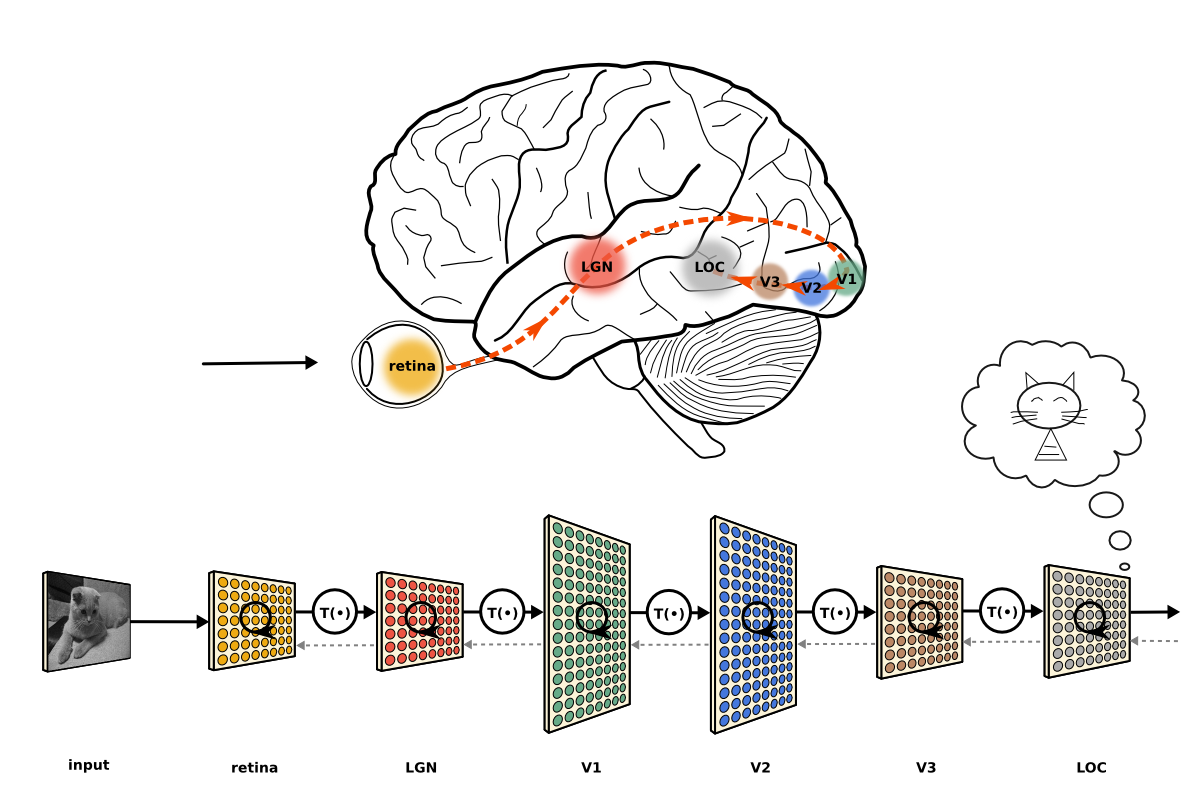 LGN
LOC
V3
V2
V1
retina
T(•)
T(•)
T(•)
T(•)
T(•)
input
retina
LGN
V1
V2
V3
LOC